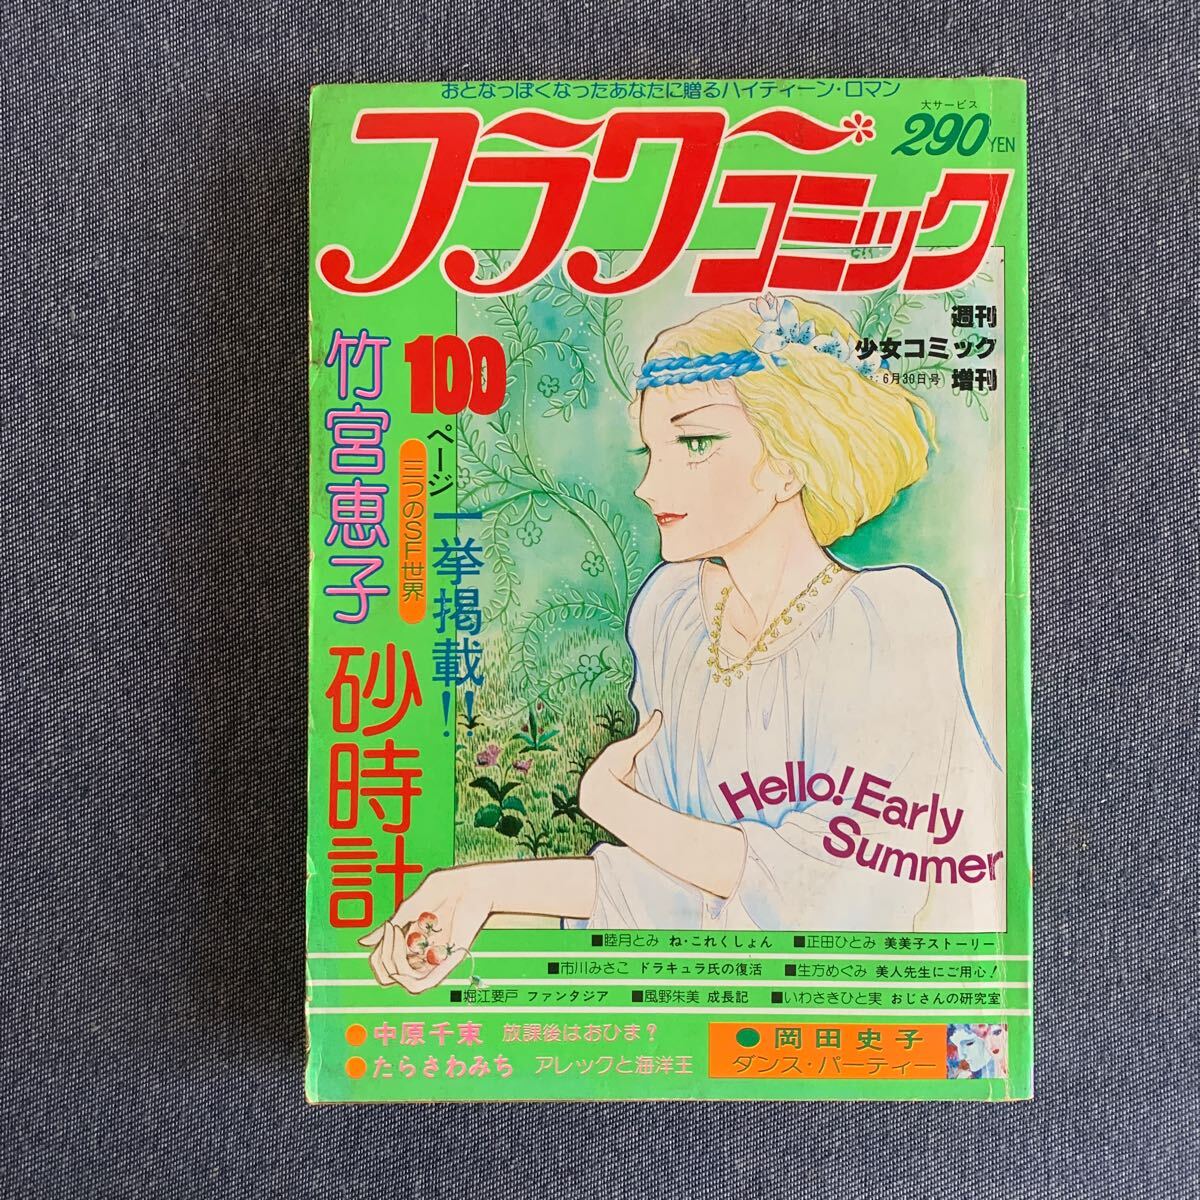 おとなっぽくなったあなたに贈るハイティーン・ロマン
フラワーコミック
大サービス
290YEN
週刊
少女コミック
6月30日号 増刊
竹宮恵子
100ページ一挙掲載!!
三つのSF世界
砂時計
Hello! Early
Summer
■睦月とみ ね・これくしょん ■正田ひとみ 美美子ストーリー
■市川みさこ ドラキュラ氏の復活 ■生方めぐみ 美人先生にご用心!
■堀江要戸 ファンタジア ■風野朱美 成長記 ■いわさきひと実 おじさんの研究室
●中原千束 放課後はおひま?
●たらさわみち アレックと海洋王
●岡田史子
ダンス・パーティー